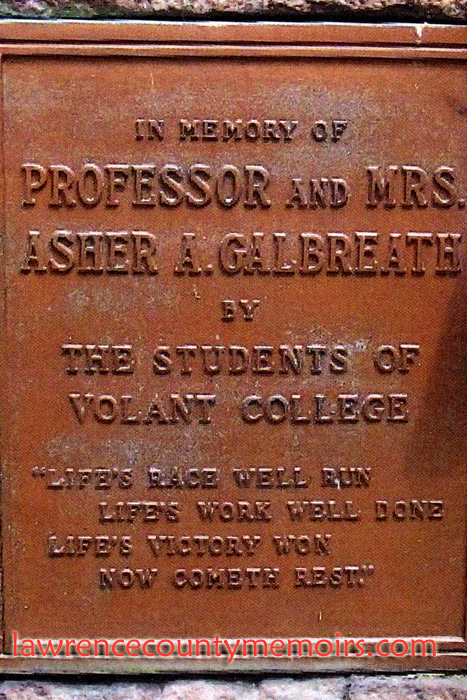 IN MEMORY OF
PROFESSOR AND MRS.
ASHER A. GALBREATH
BY
THE STUDENTS OF
VOLANT COLLEGE
"LIFE'S RACE WELL RUN
LIFE'S WORK WELL DONE
LIFE'S VICTORY WON
NOW COMETH REST."
lawrencecountymemoirs.com